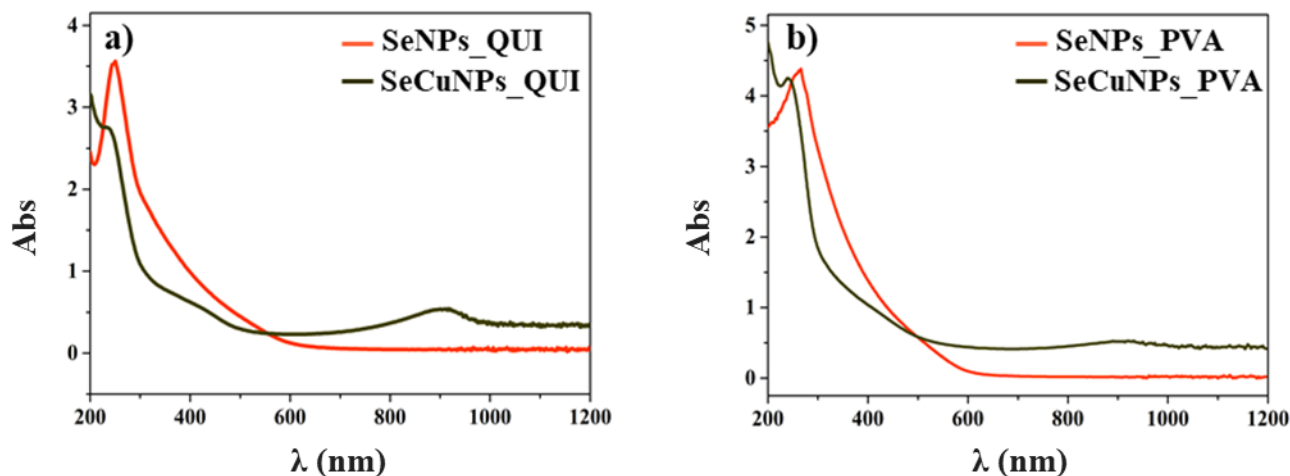 a)
SeNPs_QUI
SeCuNPs_QUI
Abs
4
3
2
1
0
200 400 600 800 1000 1200
λ (nm)
b)
SeNPs_PVA
SeCuNPs_PVA
Abs
5
4
3
2
1
0
200 400 600 800 1000 1200
λ (nm)